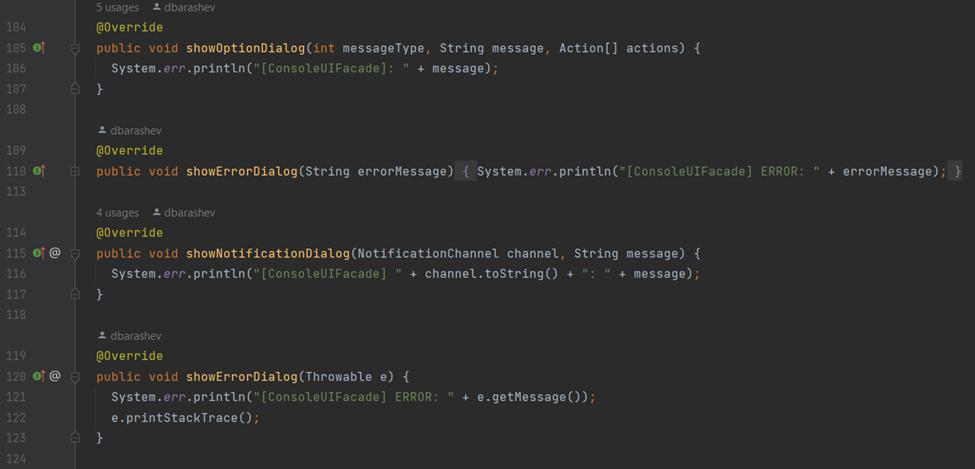 5 usages dbarashev
104 @Override
105 public void showOptionDialog(int messageType, String message, Action[] actions) {
106 System.err.println("[ConsoleUIFacade]: " + message);
107 }
108
dbarashev
109 @Override
110 public void showErrorDialog(String errorMessage) { System.err.println("[ConsoleUIFacade] ERROR: " + errorMessage); }
113
4 usages dbarashev
114 @Override
115 @ public void showNotificationDialog(NotificationChannel channel, String message) {
116 System.err.println("[ConsoleUIFacade] " + channel.toString() + ": " + message);
117 }
118
dbarashev
119 @Override
120 @ public void showErrorDialog(Throwable e) {
121 System.err.println("[ConsoleUIFacade] ERROR: " + e.getMessage());
122 e.printStackTrace();
123 }
124